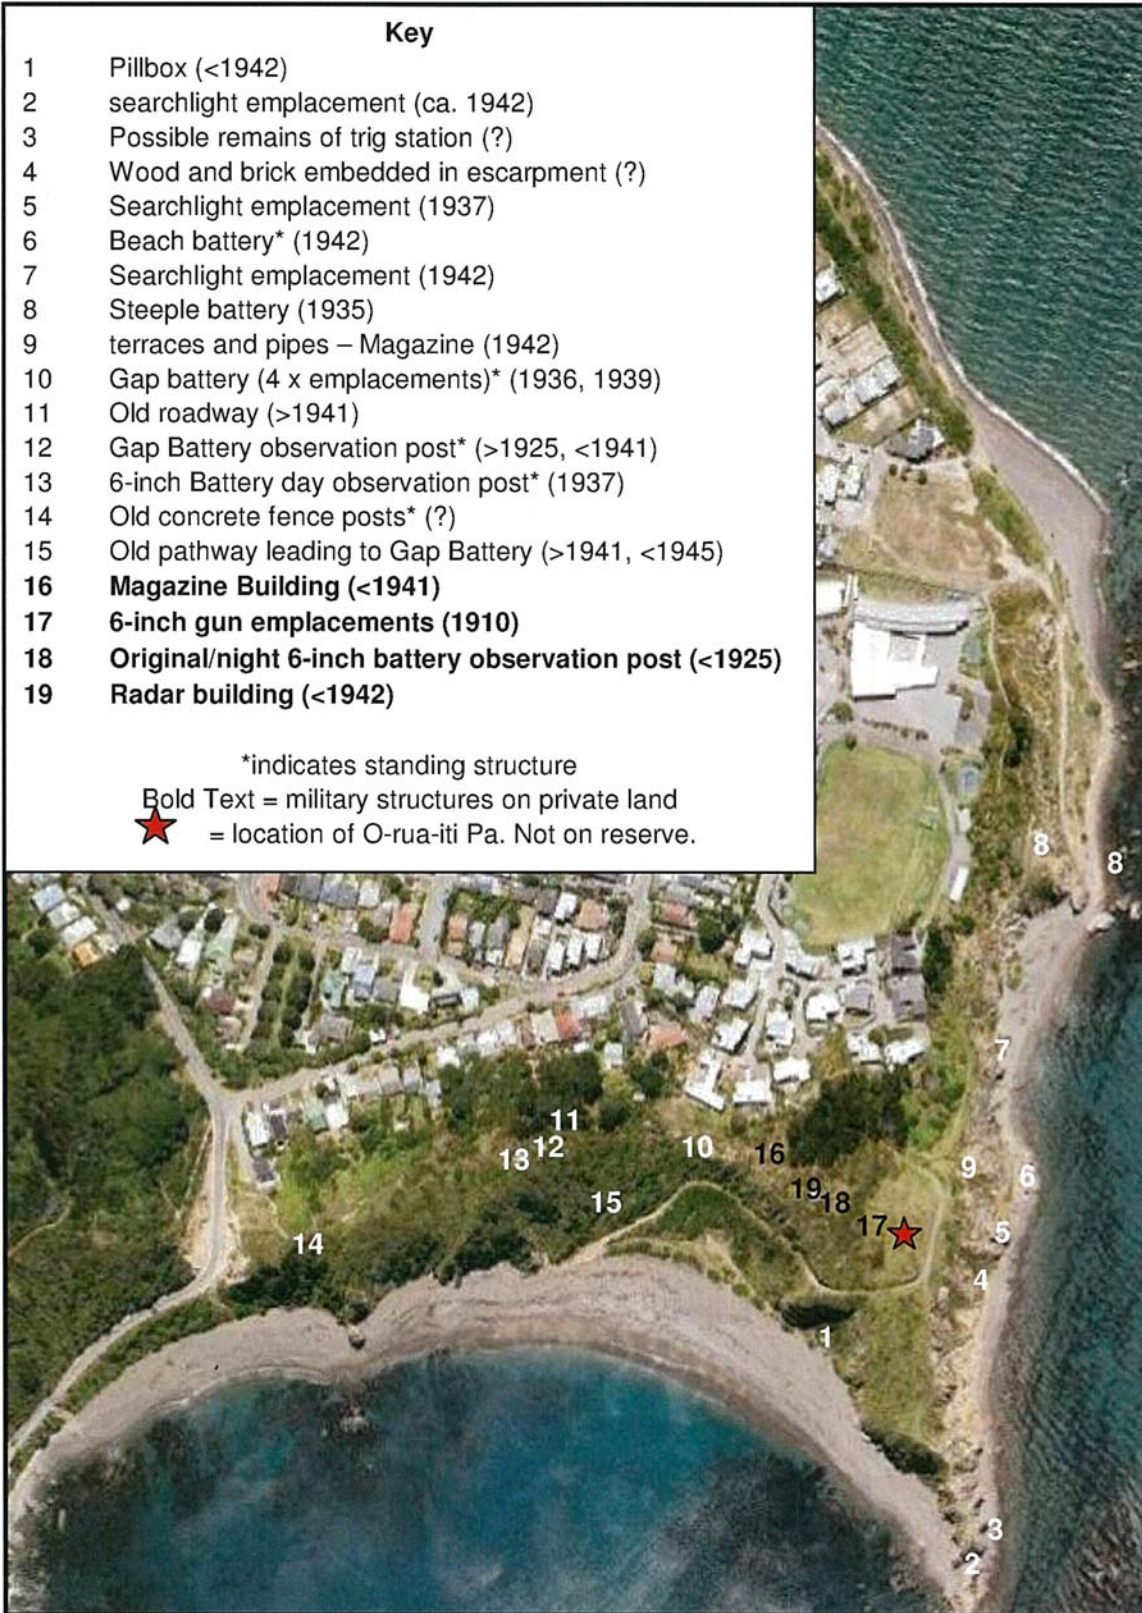 Key
1 Pillbox (<1942)
2 searchlight emplacement (ca. 1942)
3 Possible remains of trig station (?)
4 Wood and brick embedded in escarpment (?)
5 Searchlight emplacement (1937)
6 Beach battery* (1942)
7 Searchlight emplacement (1942)
8 Steeple battery (1935)
9 terraces and pipes – Magazine (1942)
10 Gap battery (4 x emplacements)* (1936, 1939)
11 Old roadway (>1941)
12 Gap Battery observation post* (>1925, <1941)
13 6-inch Battery day observation post* (1937)
14 Old concrete fence posts* (?)
15 Old pathway leading to Gap Battery (>1941, <1945)
16 Magazine Building (<1941)
17 6-inch gun emplacements (1910)
18 Original/night 6-inch battery observation post (<1925)
19 Radar building (<1942)
*indicates standing structure
Bold Text = military structures on private land
= location of O-rua-iti Pa. Not on reserve.
8
8
7
11
13 12
10
16
9
6
19
18
15
17
5
14
4
1
3
2